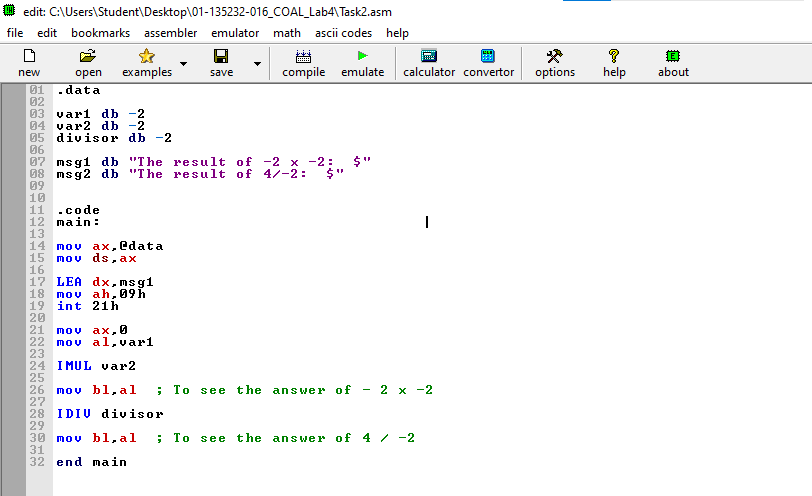 edit: C:\Users\Student\Desktop\01-135232-016_COAL_Lab4\Task2.asm
file edit bookmarks assembler emulator math ascii codes help
new open examples save compile emulate calculator convertor options help about
01 .data
02
03 var1 db -2
04 var2 db -2
05 divisor db -2
06
07 msg1 db "The result of -2 x -2:  $"
08 msg2 db "The result of 4/-2:  $"
09
10
11 .code
12 main:
13
14 mov ax,@data
15 mov ds,ax
16
17 LEA dx,msg1
18 mov ah,09h
19 int 21h
20
21 mov ax,0
22 mov al,var1
23
24 IMUL var2
25
26 mov bl,al  ; To see the answer of - 2 x -2
27
28 IDIV divisor
29
30 mov bl,al  ; To see the answer of 4 / -2
31
32 end main